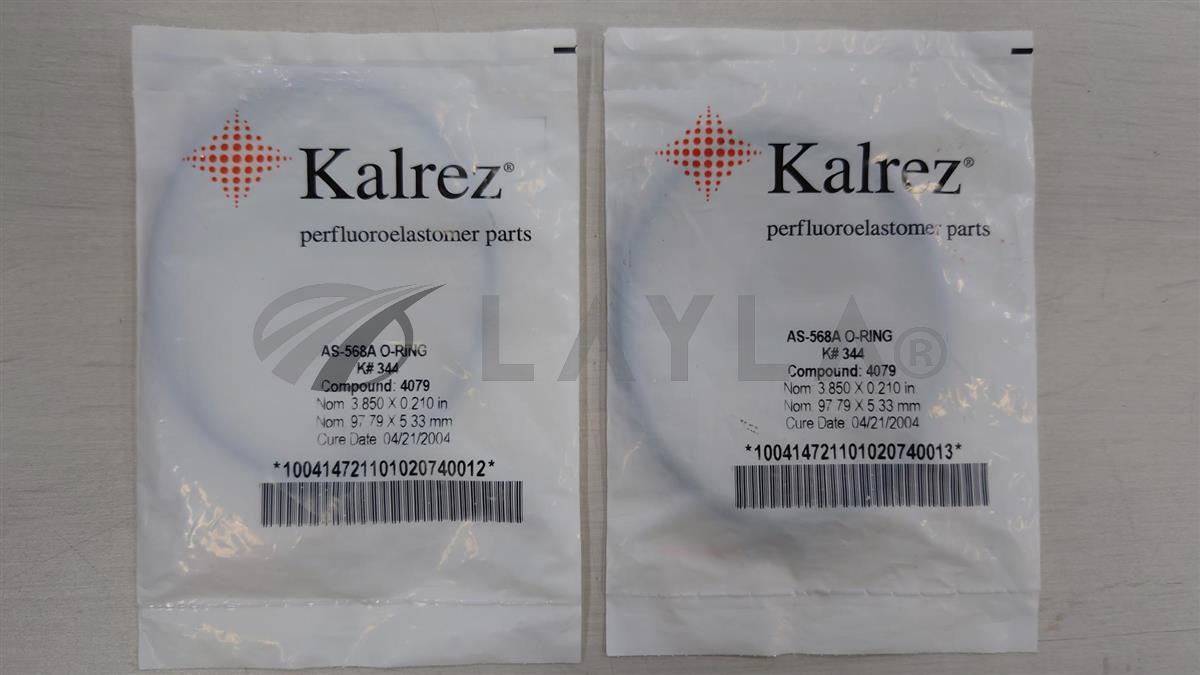 Kalrez®
perfluoroelastomer parts
AS-568A O-RING
K# 344
Compound: 4079
Nom. 3.850 X 0.210 in
Nom. 97.79 X 5.33 mm
Cure Date: 04/21/2004
*100414721101020740012*
Kalrez®
perfluoroelastomer parts
AS-568A O-RING
K# 344
Compound: 4079
Nom. 3.850 X 0.210 in
Nom. 97.79 X 5.33 mm
Cure Date: 04/21/2004
*100414721101020740013*
LAYLA®